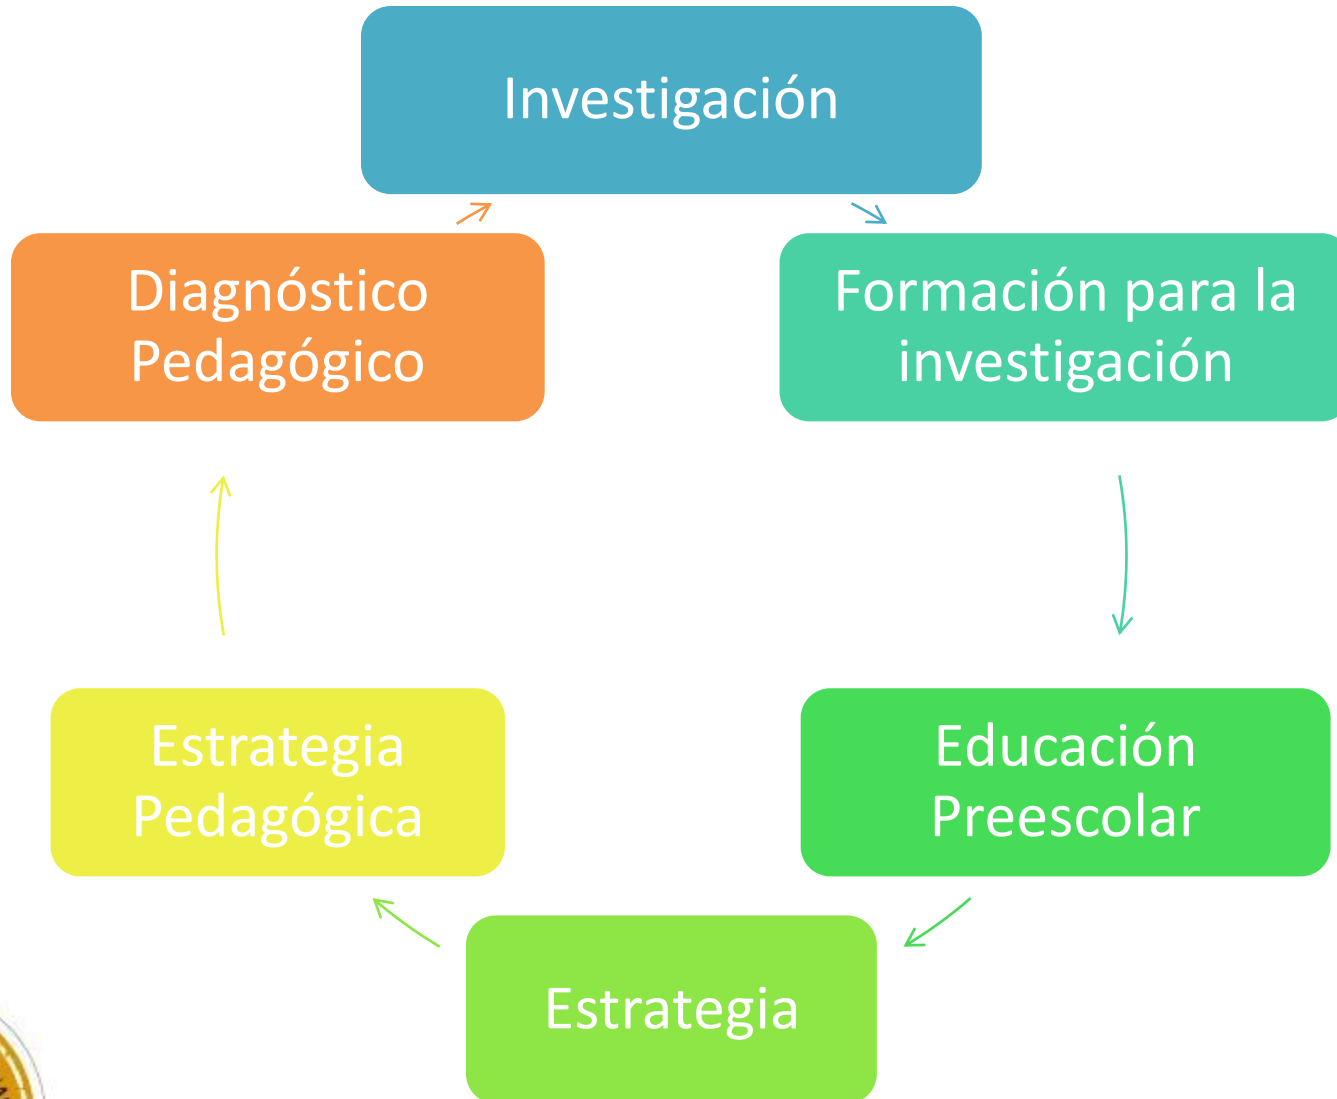 Investigación
Formación para la
investigación
Educación
Preescolar
Estrategia
Estrategia
Pedagógica
Diagnóstico
Pedagógico